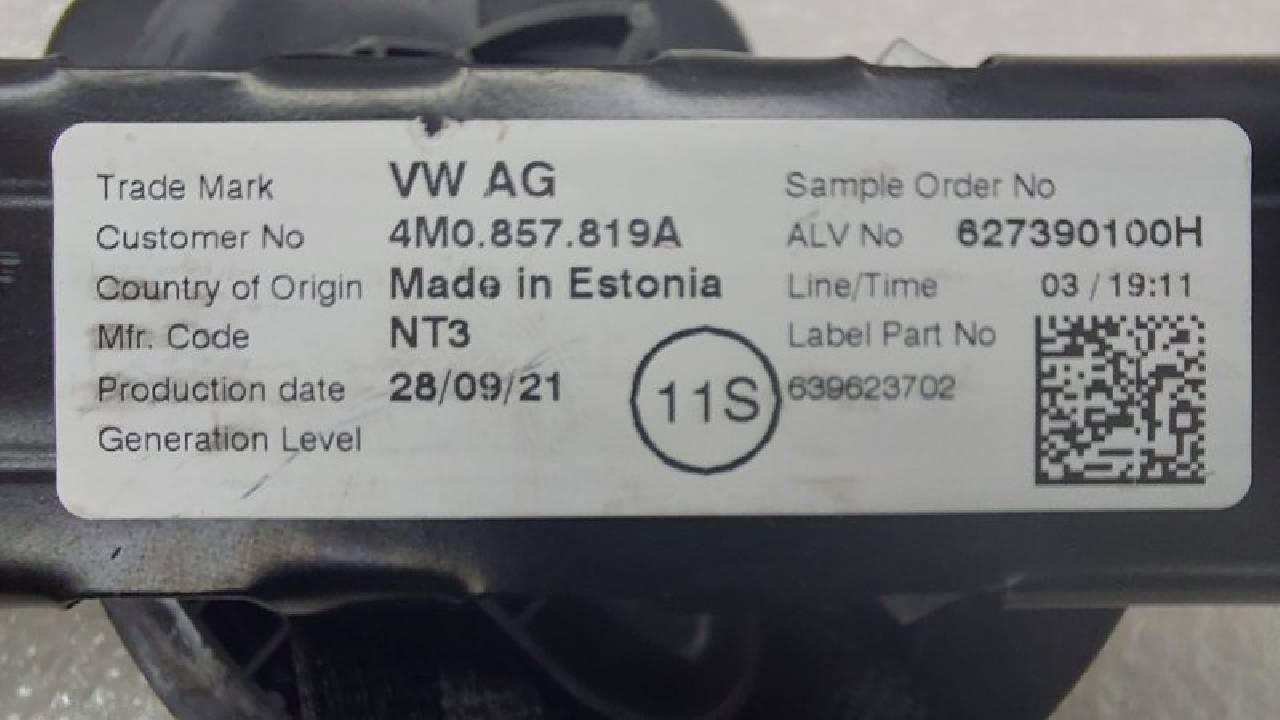 Trade Mark VW AG Sample Order No
Customer No 4M0.857.819A ALV No 627390100H
Country of Origin Made in Estonia Line/Time 03 / 19:11
Mfr. Code NT3 Label Part No
Production date 28/09/21 11S 639623702
Generation Level